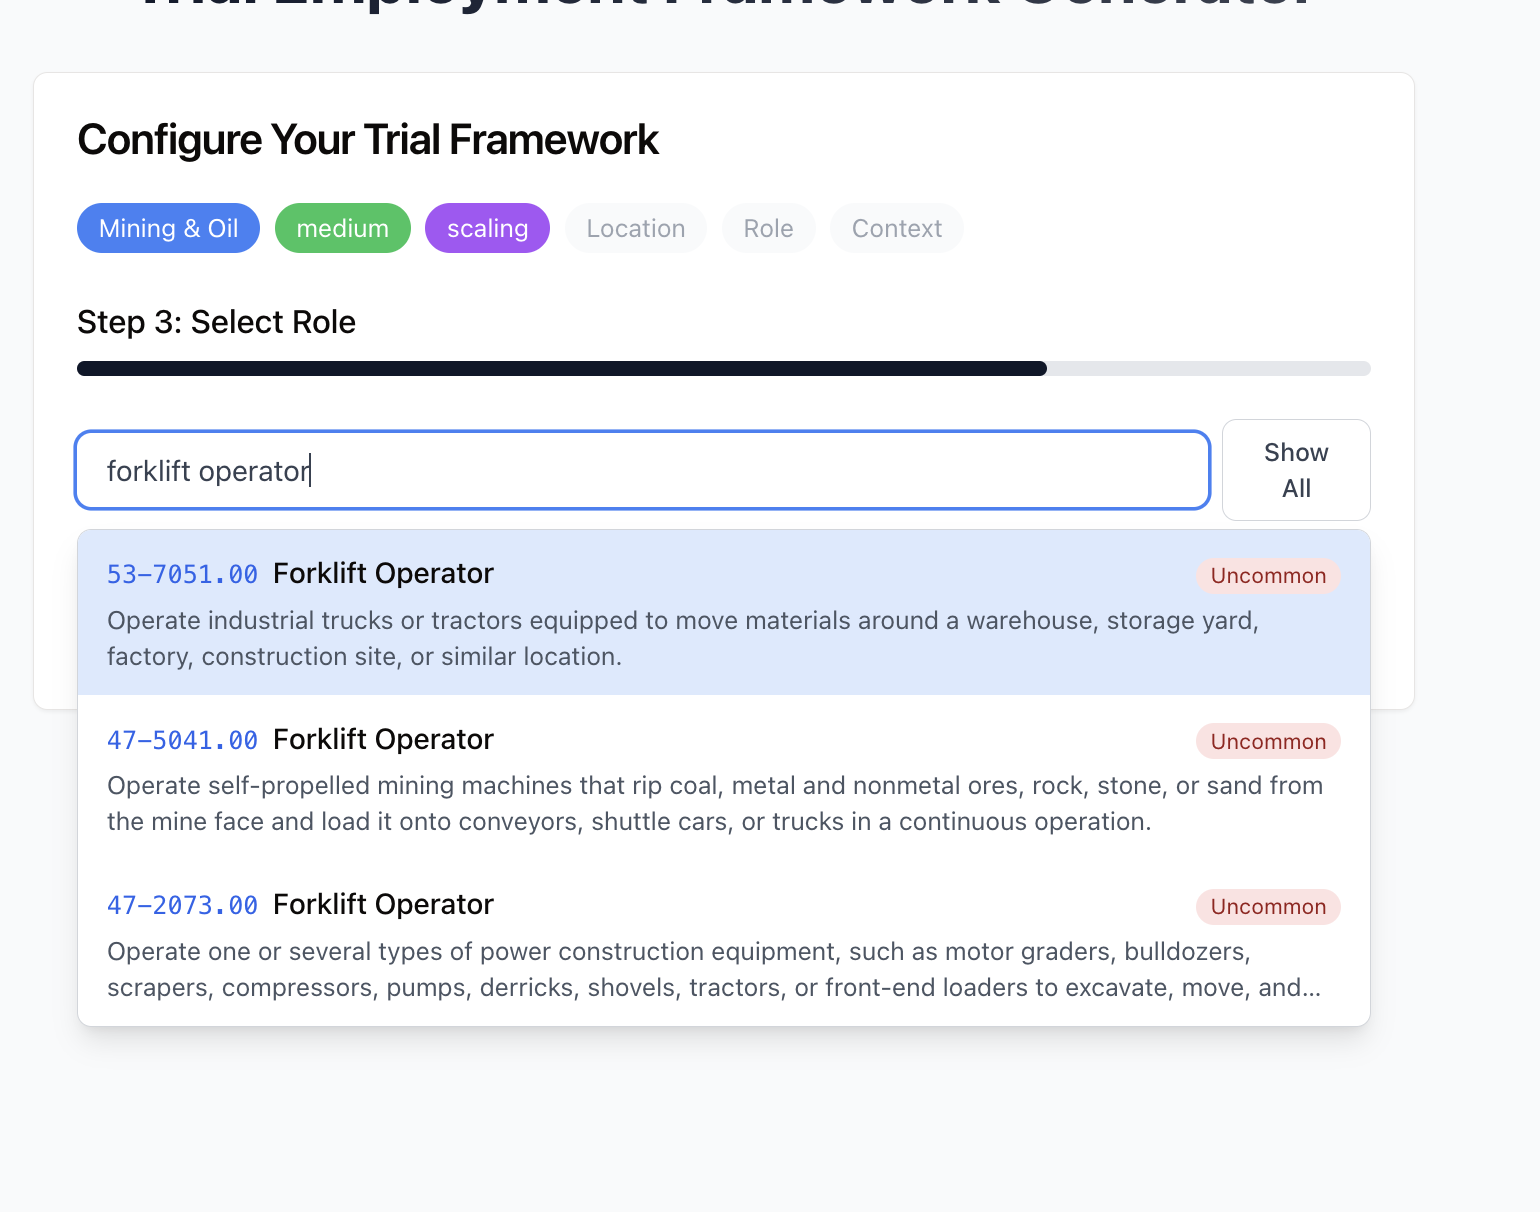 Trial Employment Framework Generator
Configure Your Trial Framework
Mining & Oil
medium
scaling
Location
Role
Context
Step 3: Select Role
forklift operator
Show
All
53-7051.00 Forklift Operator
Uncommon
Operate industrial trucks or tractors equipped to move materials around a warehouse, storage yard,
factory, construction site, or similar location.
47-5041.00 Forklift Operator
Uncommon
Operate self-propelled mining machines that rip coal, metal and nonmetal ores, rock, stone, or sand from
the mine face and load it onto conveyors, shuttle cars, or trucks in a continuous operation.
47-2073.00 Forklift Operator
Uncommon
Operate one or several types of power construction equipment, such as motor graders, bulldozers,
scrapers, compressors, pumps, derricks, shovels, tractors, or front-end loaders to excavate, move, and...